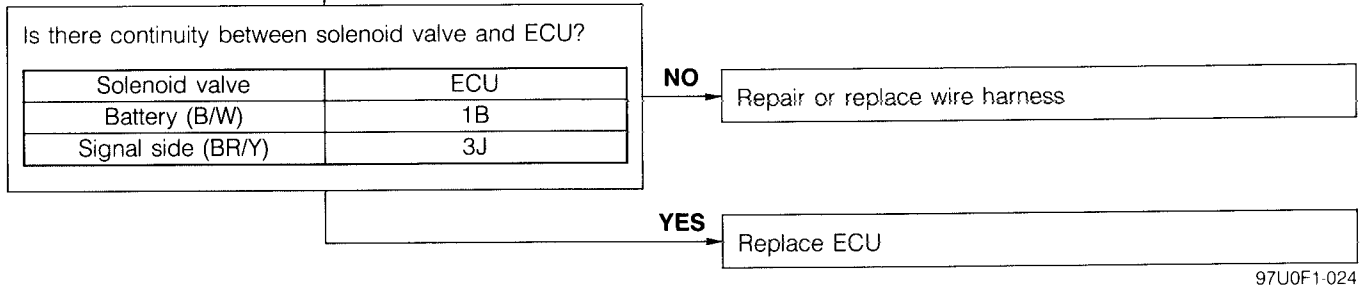 Is there continuity between solenoid valve and ECU?
Solenoid valve ECU
Battery (B/W) 1B
Signal side (BR/Y) 3J
NO
Repair or replace wire harness
YES
Replace ECU
97U0F1-024